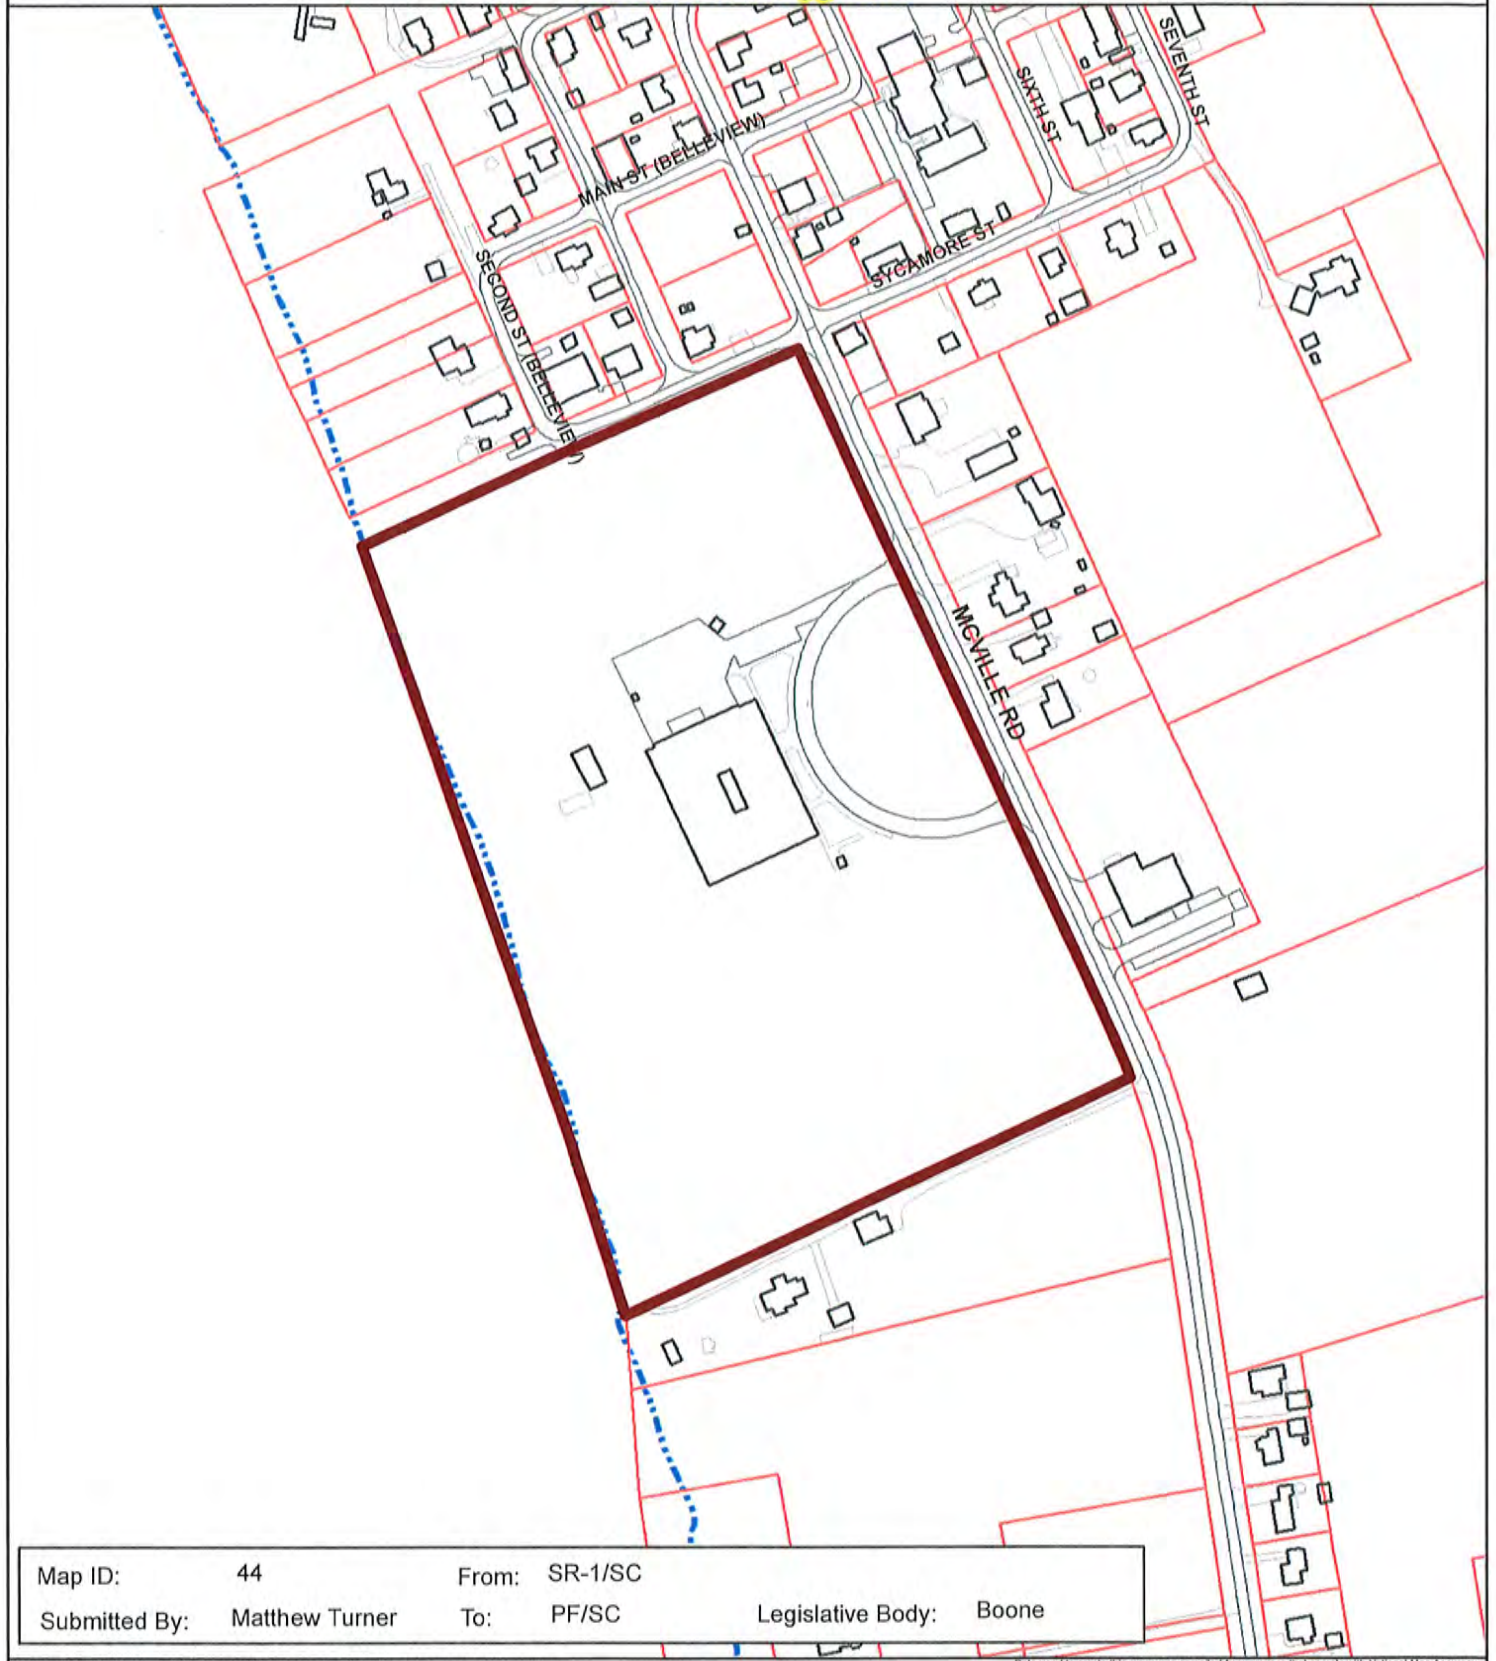 SEVENTH ST
SIXTH ST
MAIN ST (BELLEVIEW)
SYCAMORE ST
SECOND ST (BELLEVIEW)
MCVILLE RD
Map ID: 44 From: SR-1/SC
Submitted By: Matthew Turner To: PF/SC Legislative Body: Boone